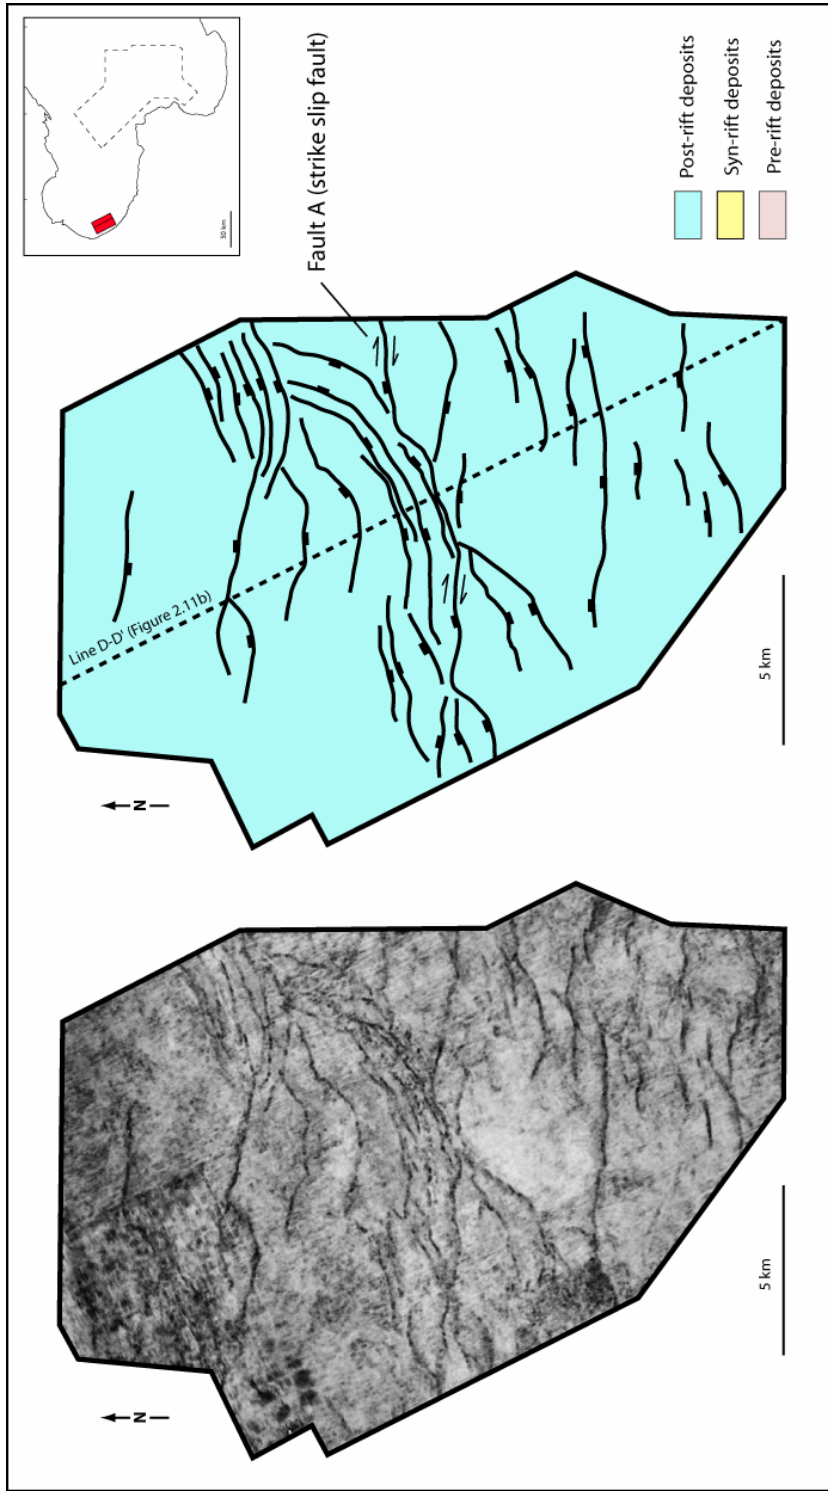 50 km
Fault A (strike slip fault)
Post-rift deposits
Syn-rift deposits
Pre-rift deposits
Line D-D' (Figure 2.11b)
N
5 km
N
5 km